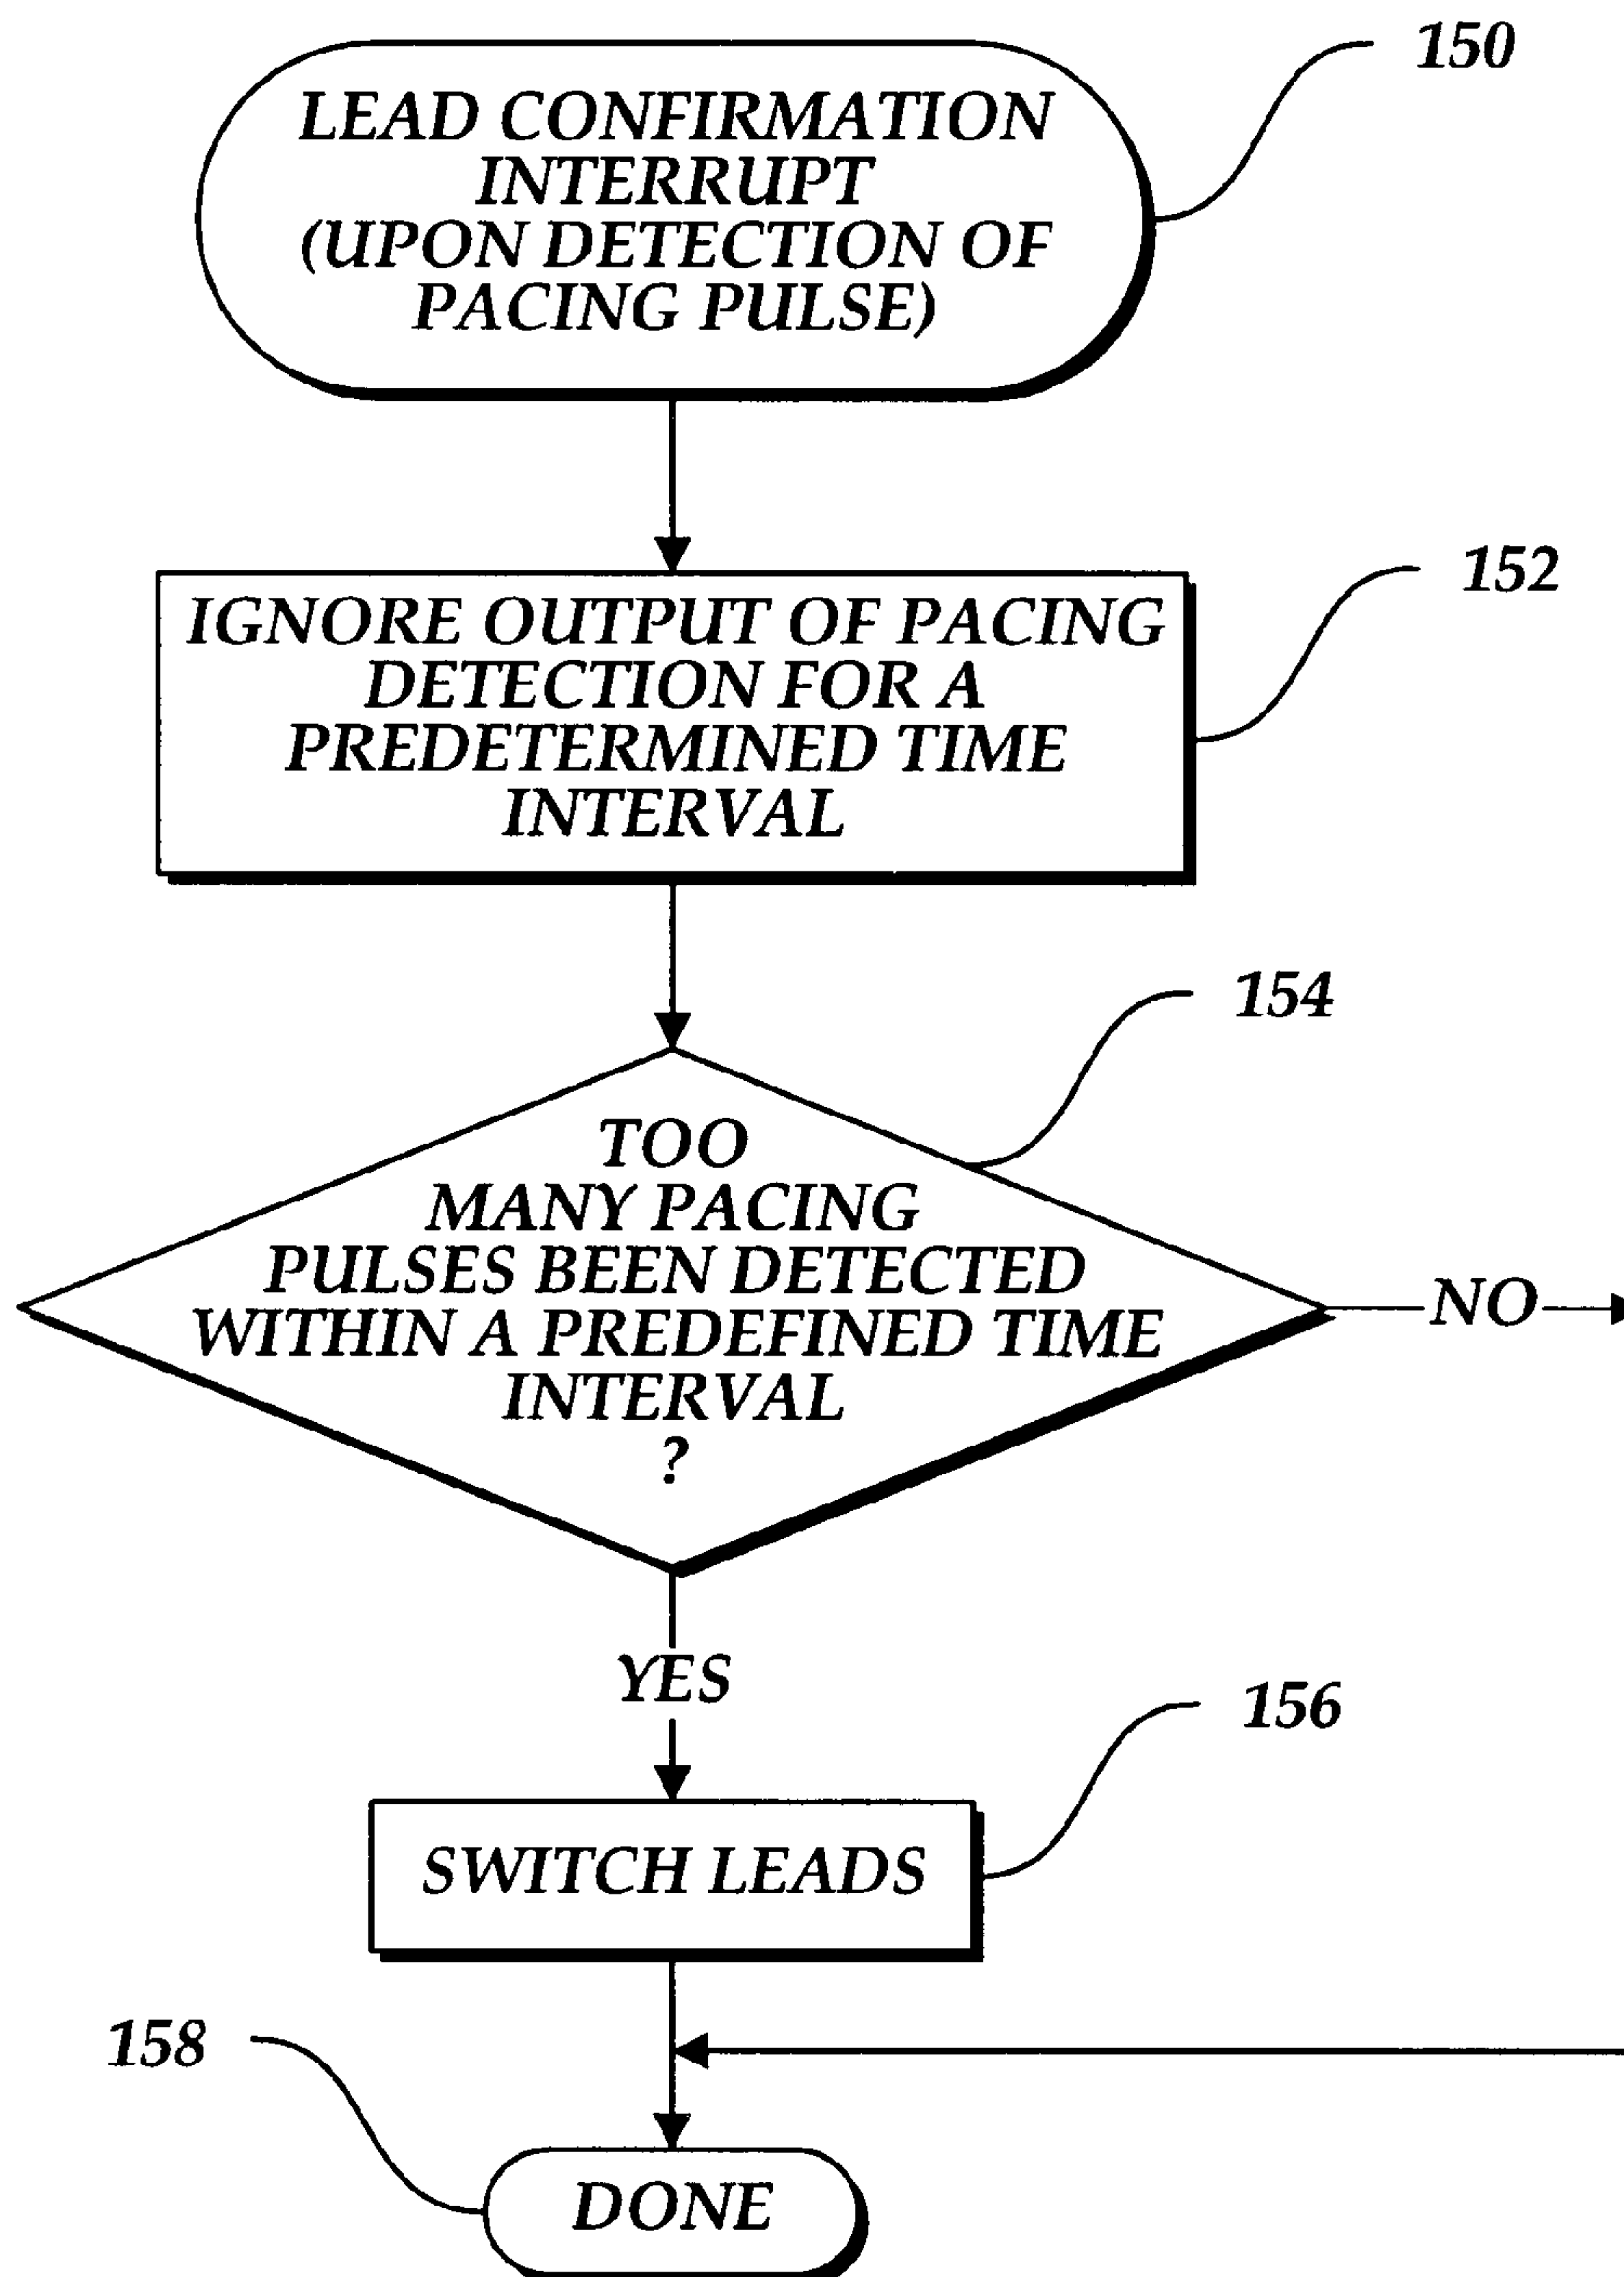 150
LEAD CONFIRMATION
INTERRUPT
(UPON DETECTION OF
PACING PULSE)
152
IGNORE OUTPUT OF PACING
DETECTION FOR A
PREDETERMINED TIME
INTERVAL
154
TOO
MANY PACING
PULSES BEEN DETECTED
WITHIN A PREDEFINED TIME
INTERVAL
?
NO
YES
156
SWITCH LEADS
158
DONE